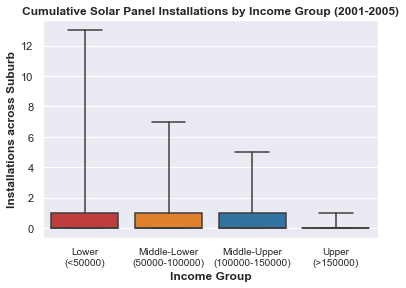 Cumulative Solar Panel Installations by Income Group (2001-2005)
Installations across Suburb
12
10
8
6
4
2
0
Lower
(<50000)
Middle-Lower
(50000-100000)
Middle-Upper
(100000-150000)
Upper
(>150000)
Income Group